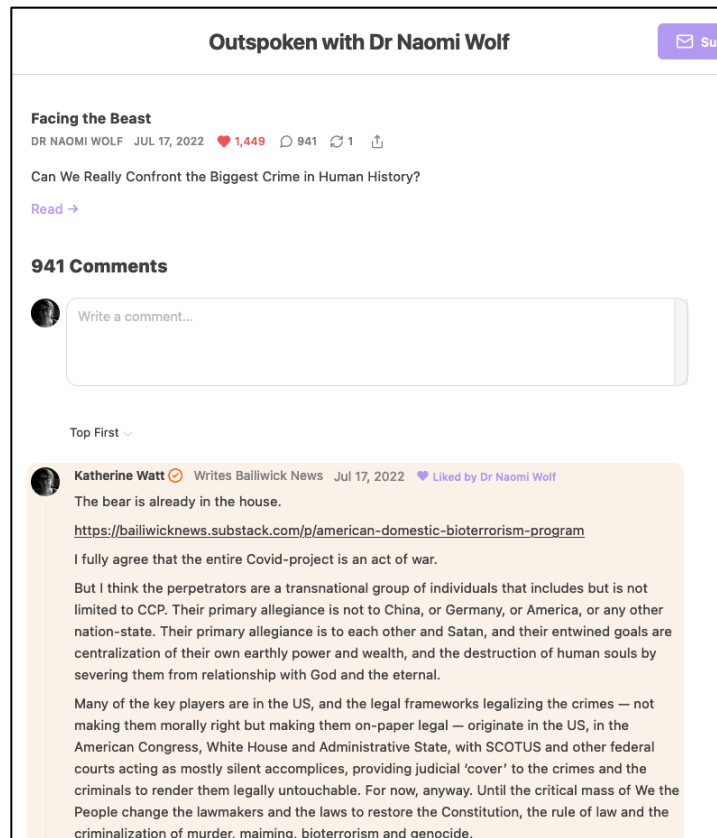 Outspoken with Dr Naomi Wolf
Su
Facing the Beast
DR NAOMI WOLF JUL 17, 2022 1,449 941 1
Can We Really Confront the Biggest Crime in Human History?
Read →
941 Comments
Write a comment...
Top First
Katherine Watt Writes Bailiwick News Jul 17, 2022 Liked by Dr Naomi Wolf
The bear is already in the house.
https://bailiwicknews.substack.com/p/american-domestic-bioterrorism-program
I fully agree that the entire Covid-project is an act of war.
But I think the perpetrators are a transnational group of individuals that includes but is not
limited to CCP. Their primary allegiance is not to China, or Germany, or America, or any other
nation-state. Their primary allegiance is to each other and Satan, and their entwined goals are
centralization of their own earthly power and wealth, and the destruction of human souls by
severing them from relationship with God and the eternal.
Many of the key players are in the US, and the legal frameworks legalizing the crimes — not
making them morally right but making them on-paper legal — originate in the US, in the
American Congress, White House and Administrative State, with SCOTUS and other federal
courts acting as mostly silent accomplices, providing judicial ‘cover’ to the crimes and the
criminals to render them legally untouchable. For now, anyway. Until the critical mass of We the
People change the lawmakers and the laws to restore the Constitution, the rule of law and the
criminalization of murder, maiming, bioterrorism and genocide.